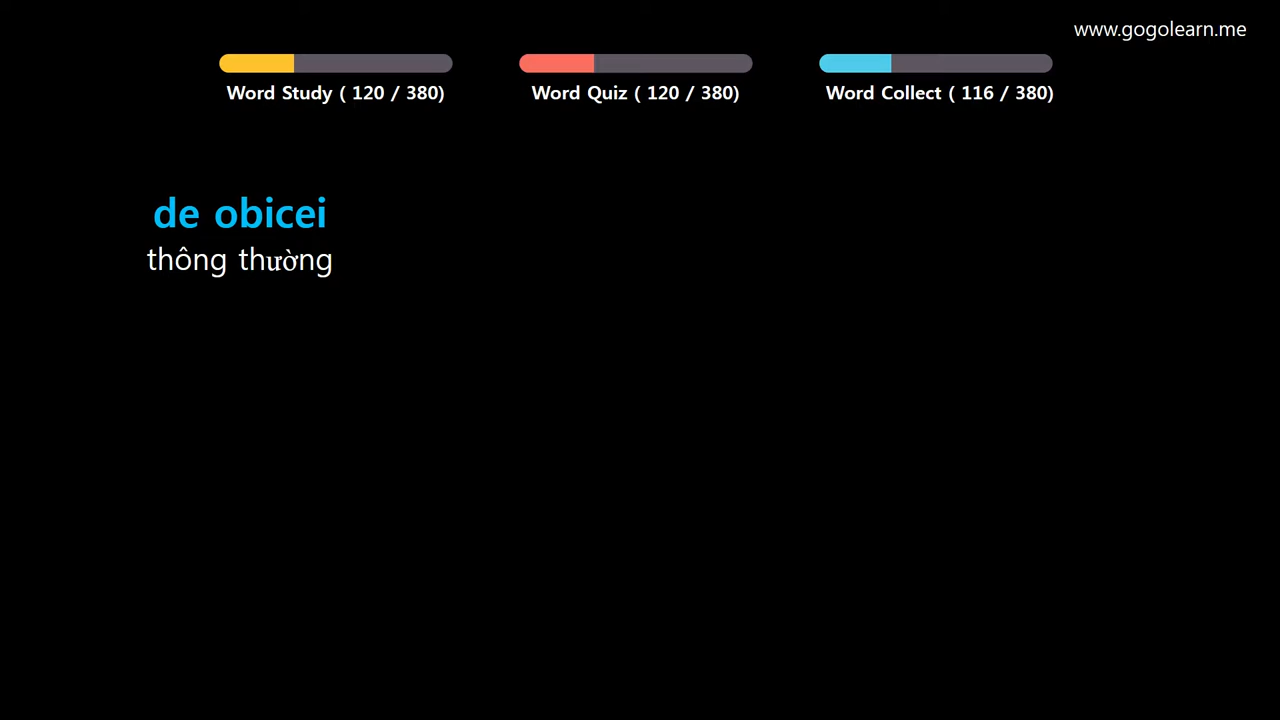 www.gogolearn.me
Word Study ( 120 / 380)
Word Quiz ( 120 / 380)
Word Collect ( 116 / 380)
de obicei
thông thường